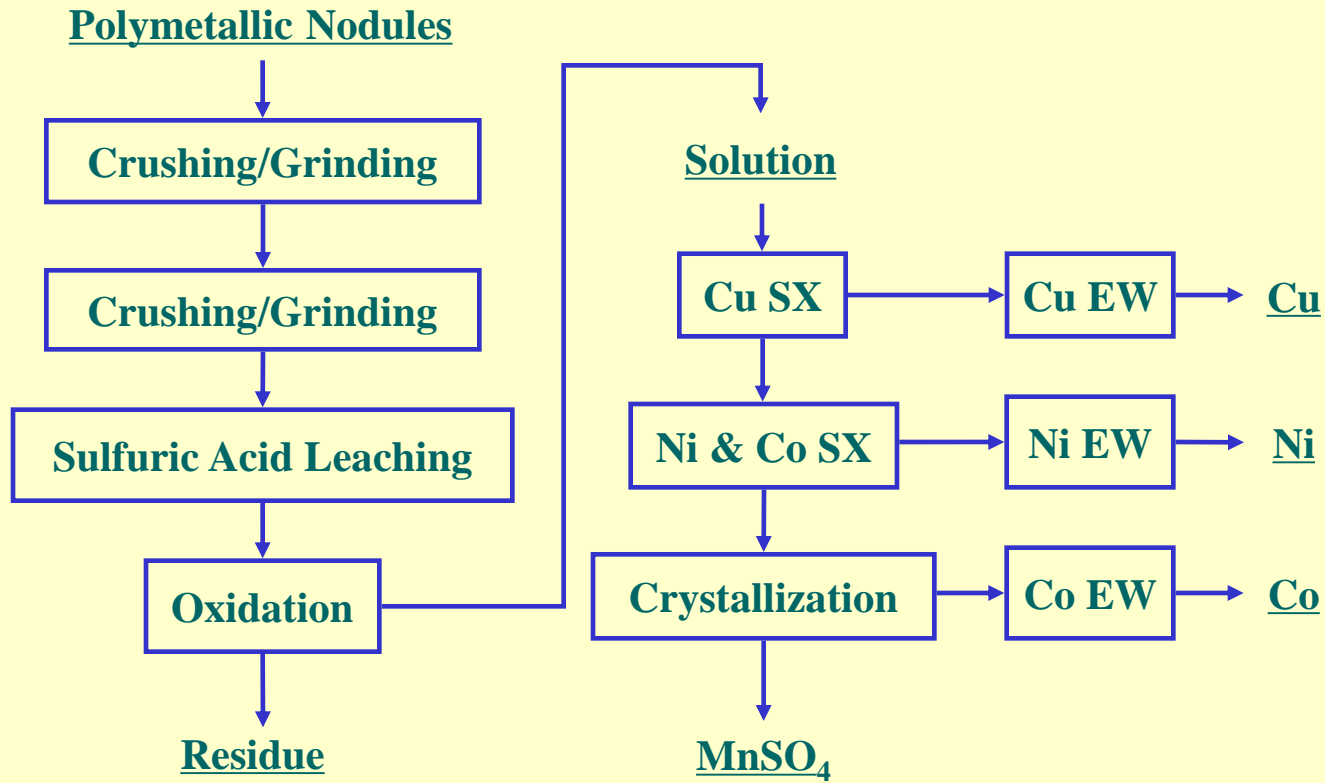 Polymetallic Nodules
Crushing/Grinding
Crushing/Grinding
Sulfuric Acid Leaching
Oxidation
Residue
Solution
Cu SX
Cu EW
Cu
Ni & Co SX
Ni EW
Ni
Crystallization
Co EW
Co
MnSO₄